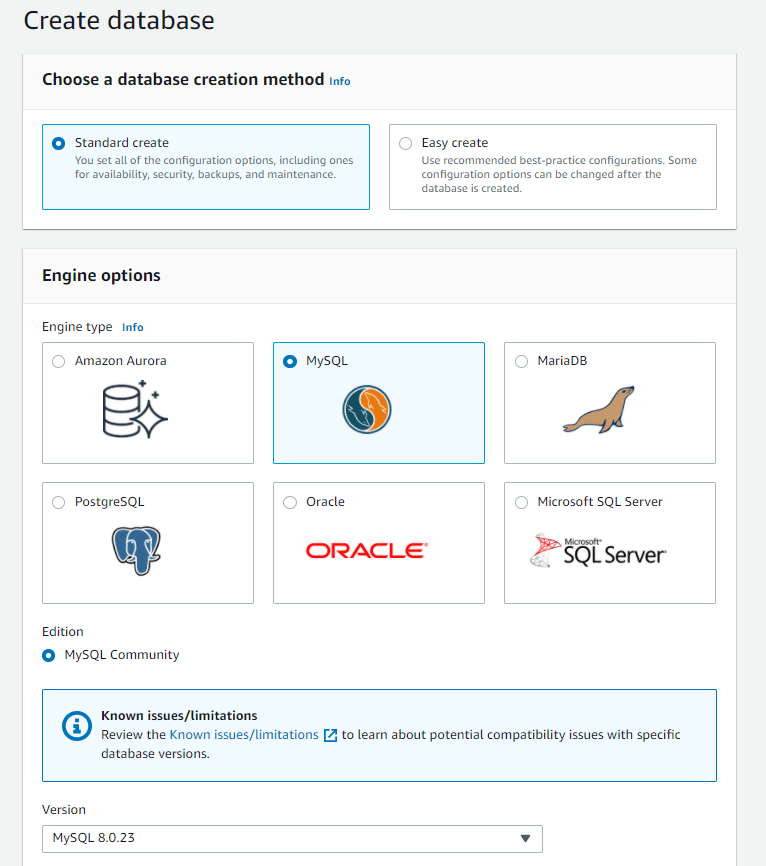 Create database
Choose a database creation method Info
Standard create
You set all of the configuration options, including ones
for availability, security, backups, and maintenance.
Easy create
Use recommended best-practice configurations. Some
configuration options can be changed after the
database is created.
Engine options
Engine type Info
Amazon Aurora
MySQL
MariaDB
PostgreSQL
Oracle
ORACLE®
Microsoft SQL Server
Microsoft®
SQL Server®
Edition
MySQL Community
Known issues/limitations
Review the Known issues/limitations to learn about potential compatibility issues with specific
database versions.
Version
MySQL 8.0.23